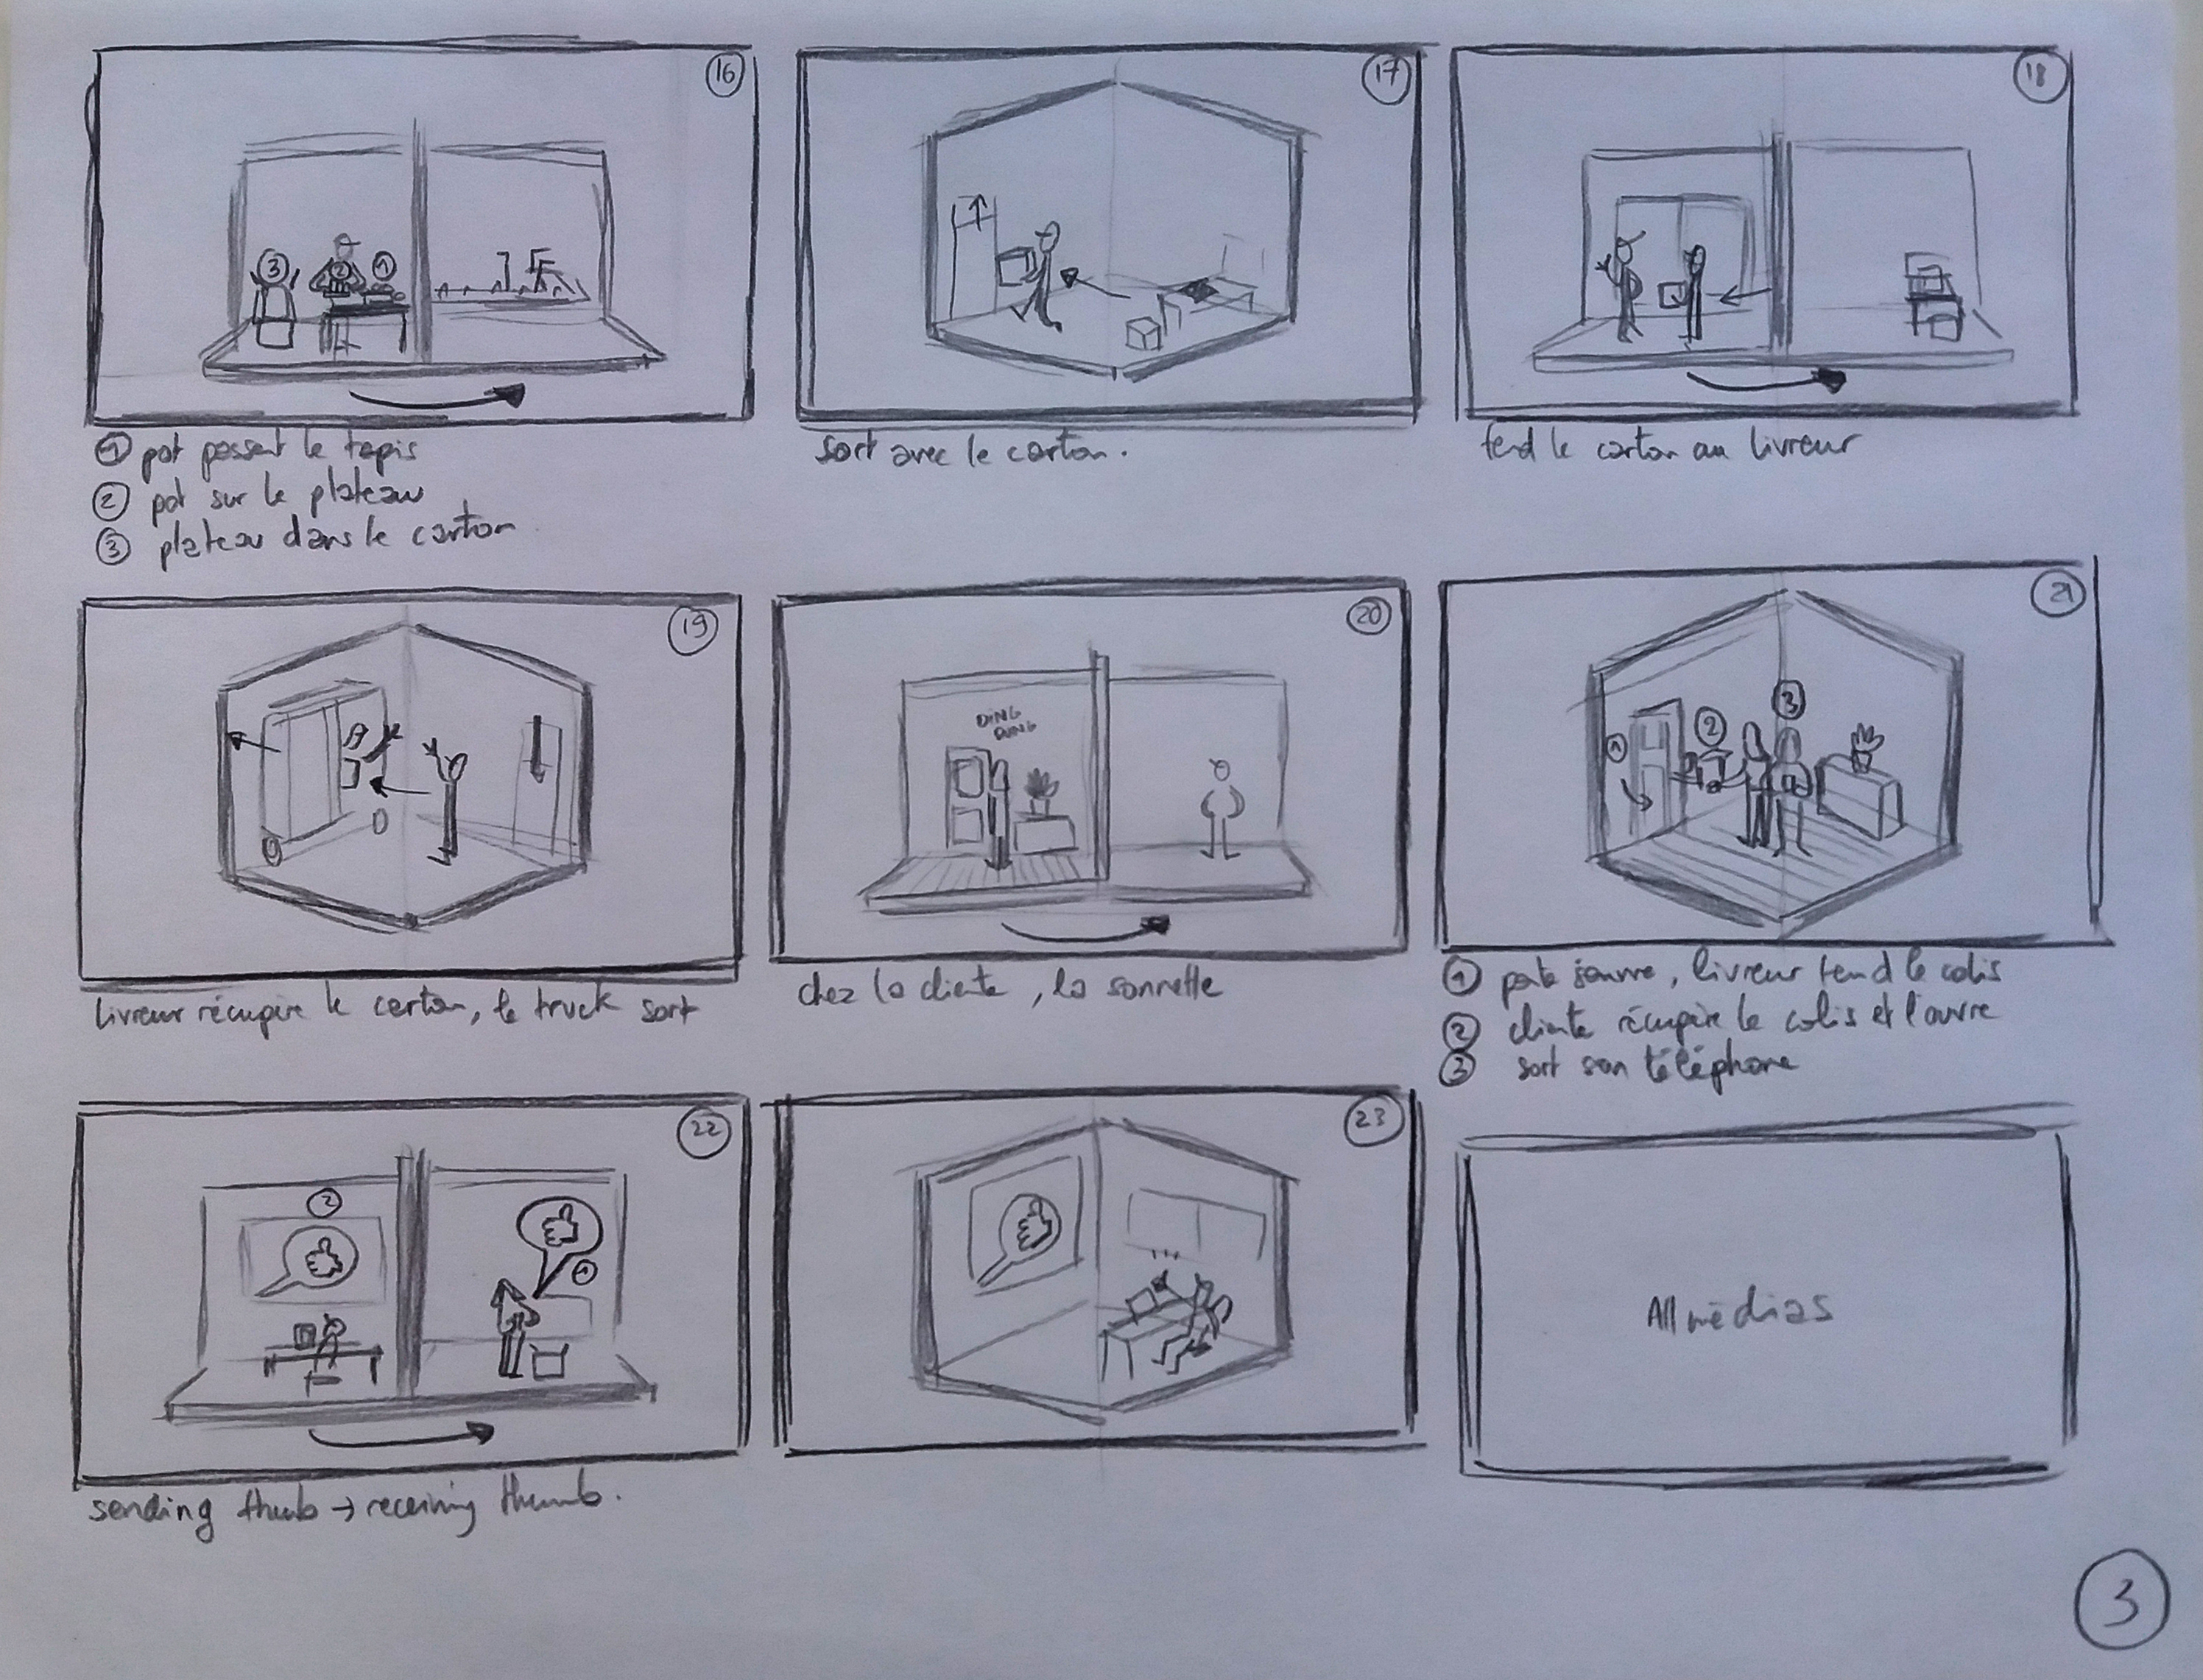 16
17
18
3
2
1
1 pot passent le tapis
2 pot sur le plateau
3 plateau dans le carton
sort avec le carton.
tend le carton au livreur
19
20
21
DING
DONG
1
2
3
livreur récupère le carton, le truck sort
chez la cliente, la sonnette
1 porte s'ouvre, livreur tend le colis
2 cliente récupère le colis et l'ouvre
3 sort son téléphone
22
23
2
1
All médias
sending thumb → receiving thumb.
3